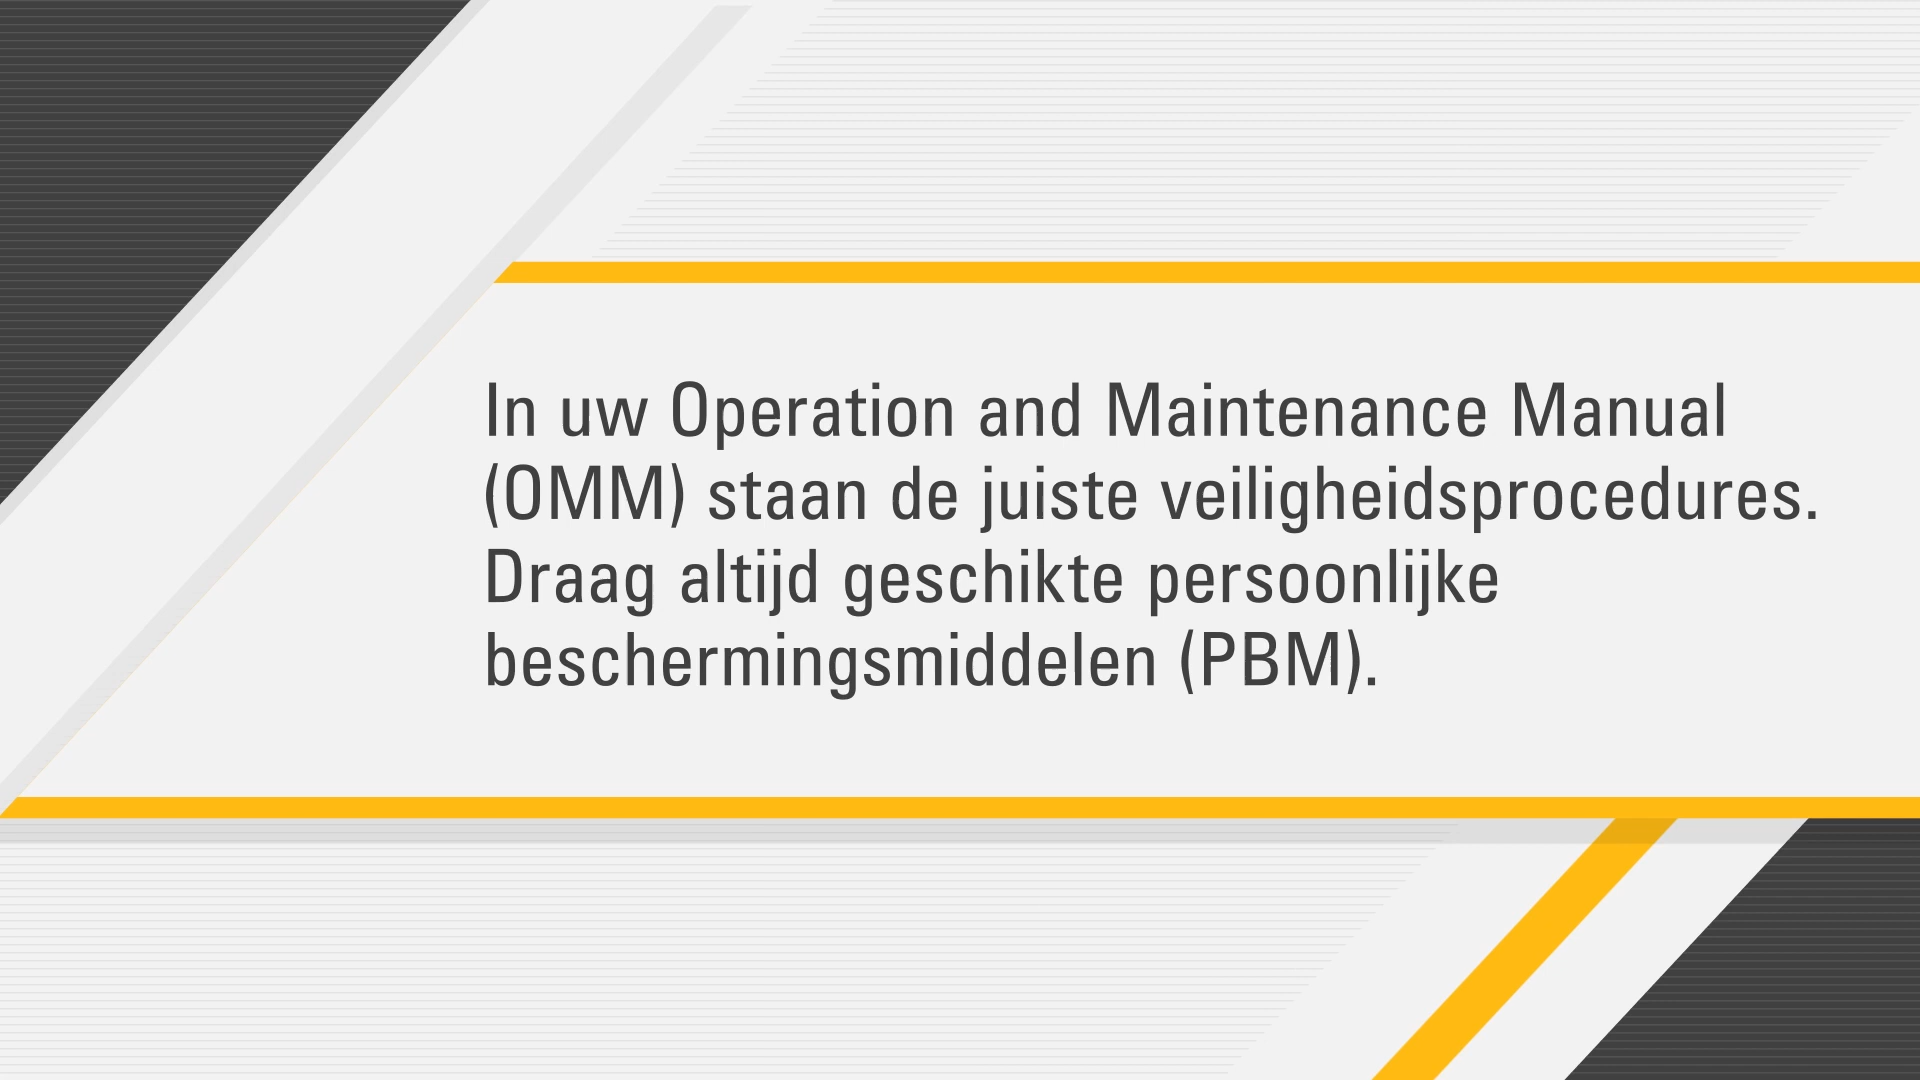 In uw Operation and Maintenance Manual
(OMM) staan de juiste veiligheidsprocedures.
Draag altijd geschikte persoonlijke
beschermingsmiddelen (PBM).